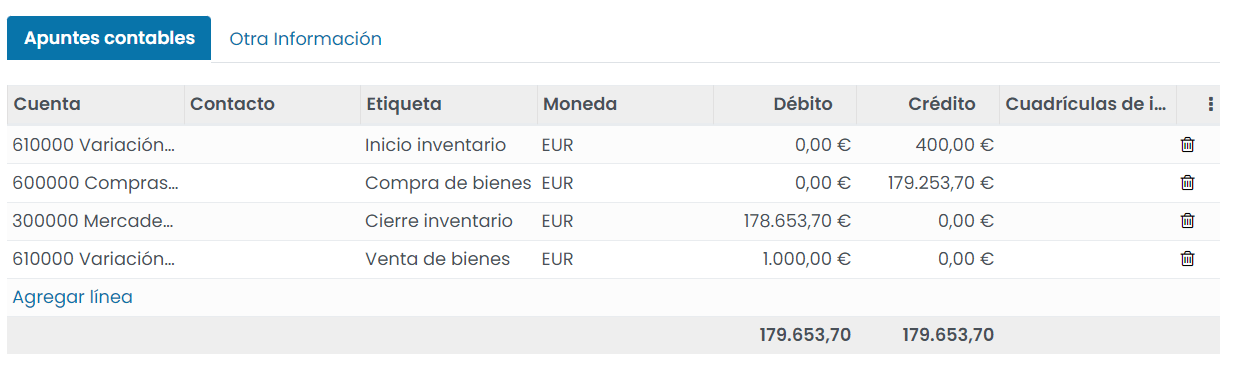 Apuntes contables Otra Información
Cuenta Contacto Etiqueta Moneda Débito Crédito Cuadrículas de i...
610000 Variación... Inicio inventario EUR 0,00 € 400,00 €
600000 Compras... Compra de bienes EUR 0,00 € 179.253,70 €
300000 Mercade... Cierre inventario EUR 178.653,70 € 0,00 €
610000 Variación... Venta de bienes EUR 1.000,00 € 0,00 €
Agregar línea
179.653,70 179.653,70